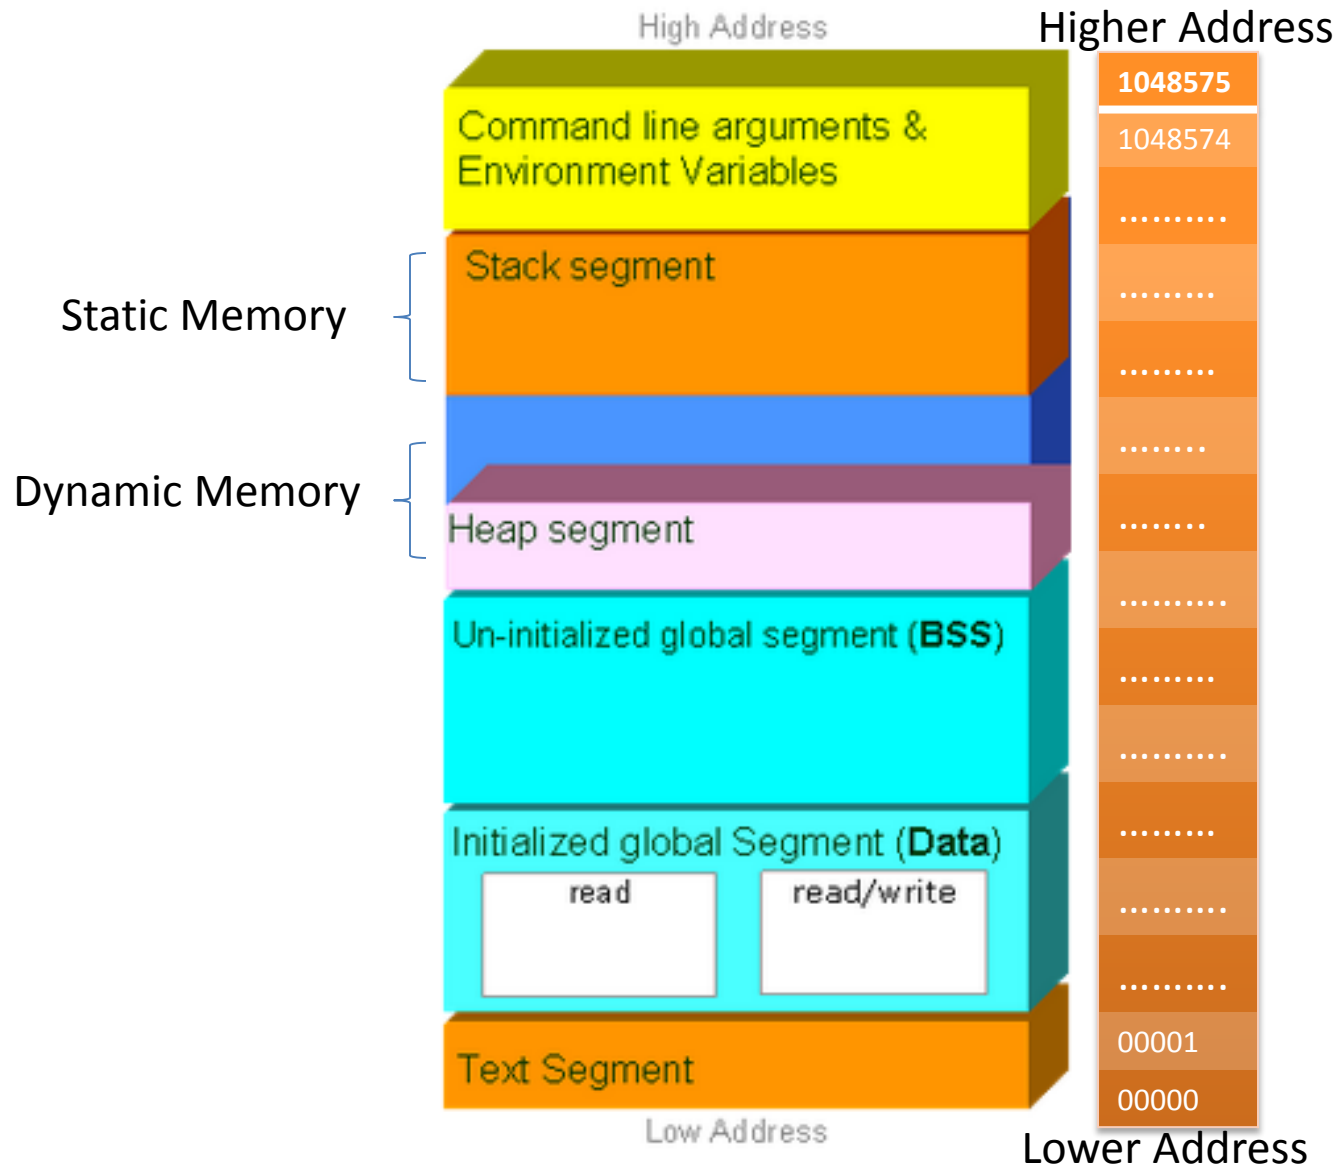 High Address
Higher Address
Command line arguments &
Environment Variables
Stack segment
Static Memory
Dynamic Memory
Heap segment
Un-initialized global segment (BSS)
Initialized global Segment (Data)
read
read/write
Text Segment
Low Address
1048575
1048574
……….
………
………
……..
……..
……….
………
……….
………
……….
……….
00001
00000
Lower Address